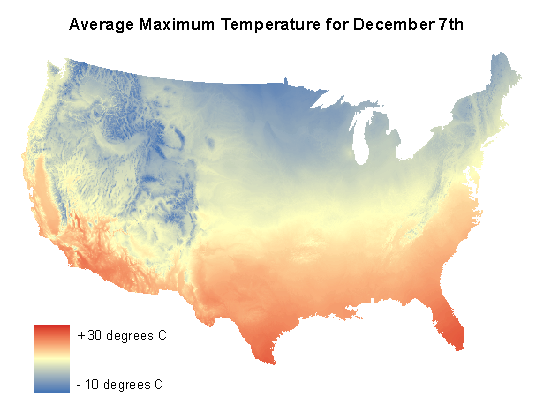 Average Maximum Temperature for December 7th
+30 degrees C
- 10 degrees C